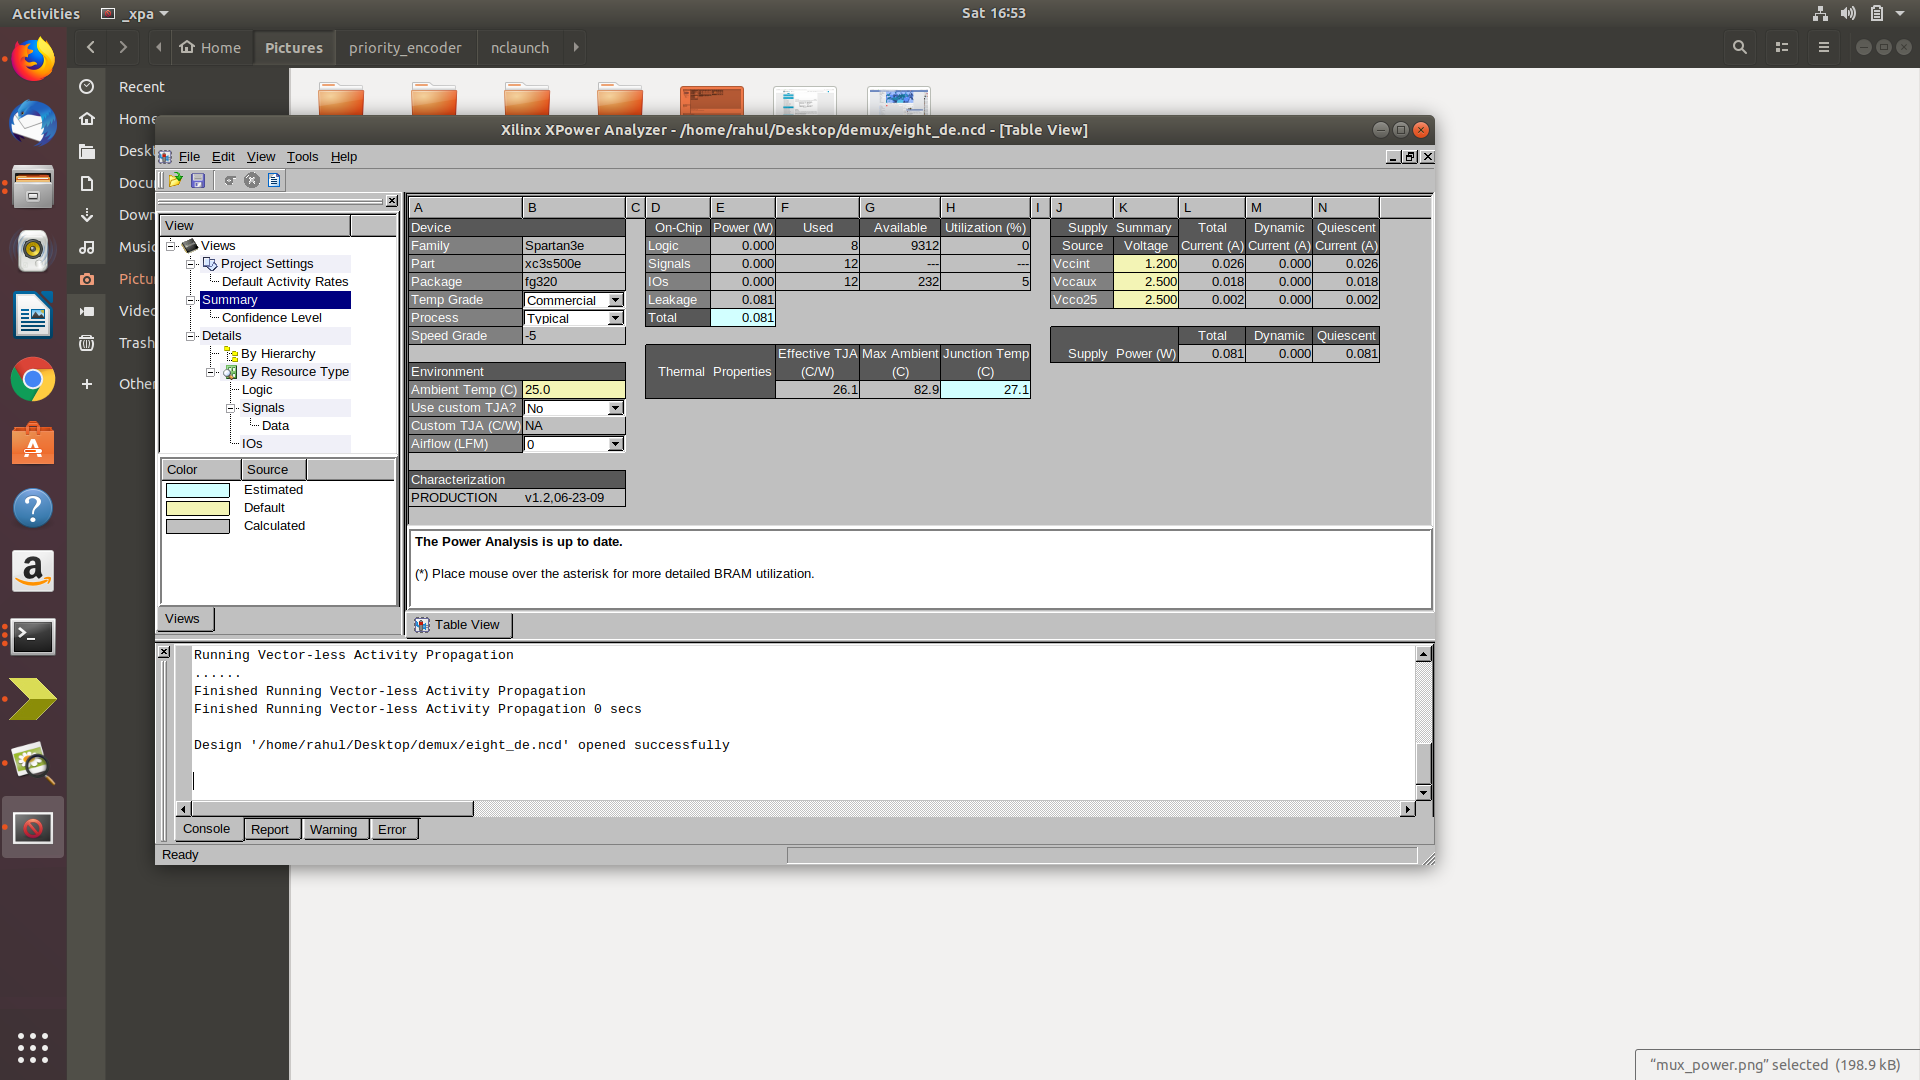 Activities
_xpa
Sat 16:53
Home
Pictures
priority_encoder
nclaunch
Recent
Home
Music
Trash
Xilinx XPower Analyzer - /home/rahul/Desktop/demux/eight_de.ncd - [Table View]
File Edit View Tools Help
View
Views
Project Settings
Default Activity Rates
Summary
Confidence Level
Details
By Hierarchy
By Resource Type
Logic
Signals
Data
IOs
Color Source
Estimated
Default
Calculated
Views
A B C D E F G H I J K L M N
Device
Family Spartan3e
Part xc3s500e
Package fg320
Temp Grade Commercial
Process Typical
Speed Grade -5
Environment
Ambient Temp (C) 25.0
Use custom TJA? No
Custom TJA (C/W) NA
Airflow (LFM) 0
Characterization
PRODUCTION v1.2,06-23-09
On-Chip Power (W) Used Available Utilization (%)
Logic 0.000 8 9312 0
Signals 0.000 12 --- ---
IOs 0.000 12 232 5
Leakage 0.081
Total 0.081
Effective TJA Max Ambient Junction Temp
Thermal Properties (C/W) (C) (C)
26.1 82.9 27.1
Supply Summary Total Dynamic Quiescent
Source Voltage Current (A) Current (A) Current (A)
Vccint 1.200 0.026 0.000 0.026
Vccaux 2.500 0.018 0.000 0.018
Vcco25 2.500 0.002 0.000 0.002
Total Dynamic Quiescent
Supply Power (W) 0.081 0.000 0.081
The Power Analysis is up to date.
(*) Place mouse over the asterisk for more detailed BRAM utilization.
Table View
Running Vector-less Activity Propagation
......
Finished Running Vector-less Activity Propagation
Finished Running Vector-less Activity Propagation 0 secs
Design '/home/rahul/Desktop/demux/eight_de.ncd' opened successfully
Console Report Warning Error
Ready
"mux_power.png" selected (198.9 kB)